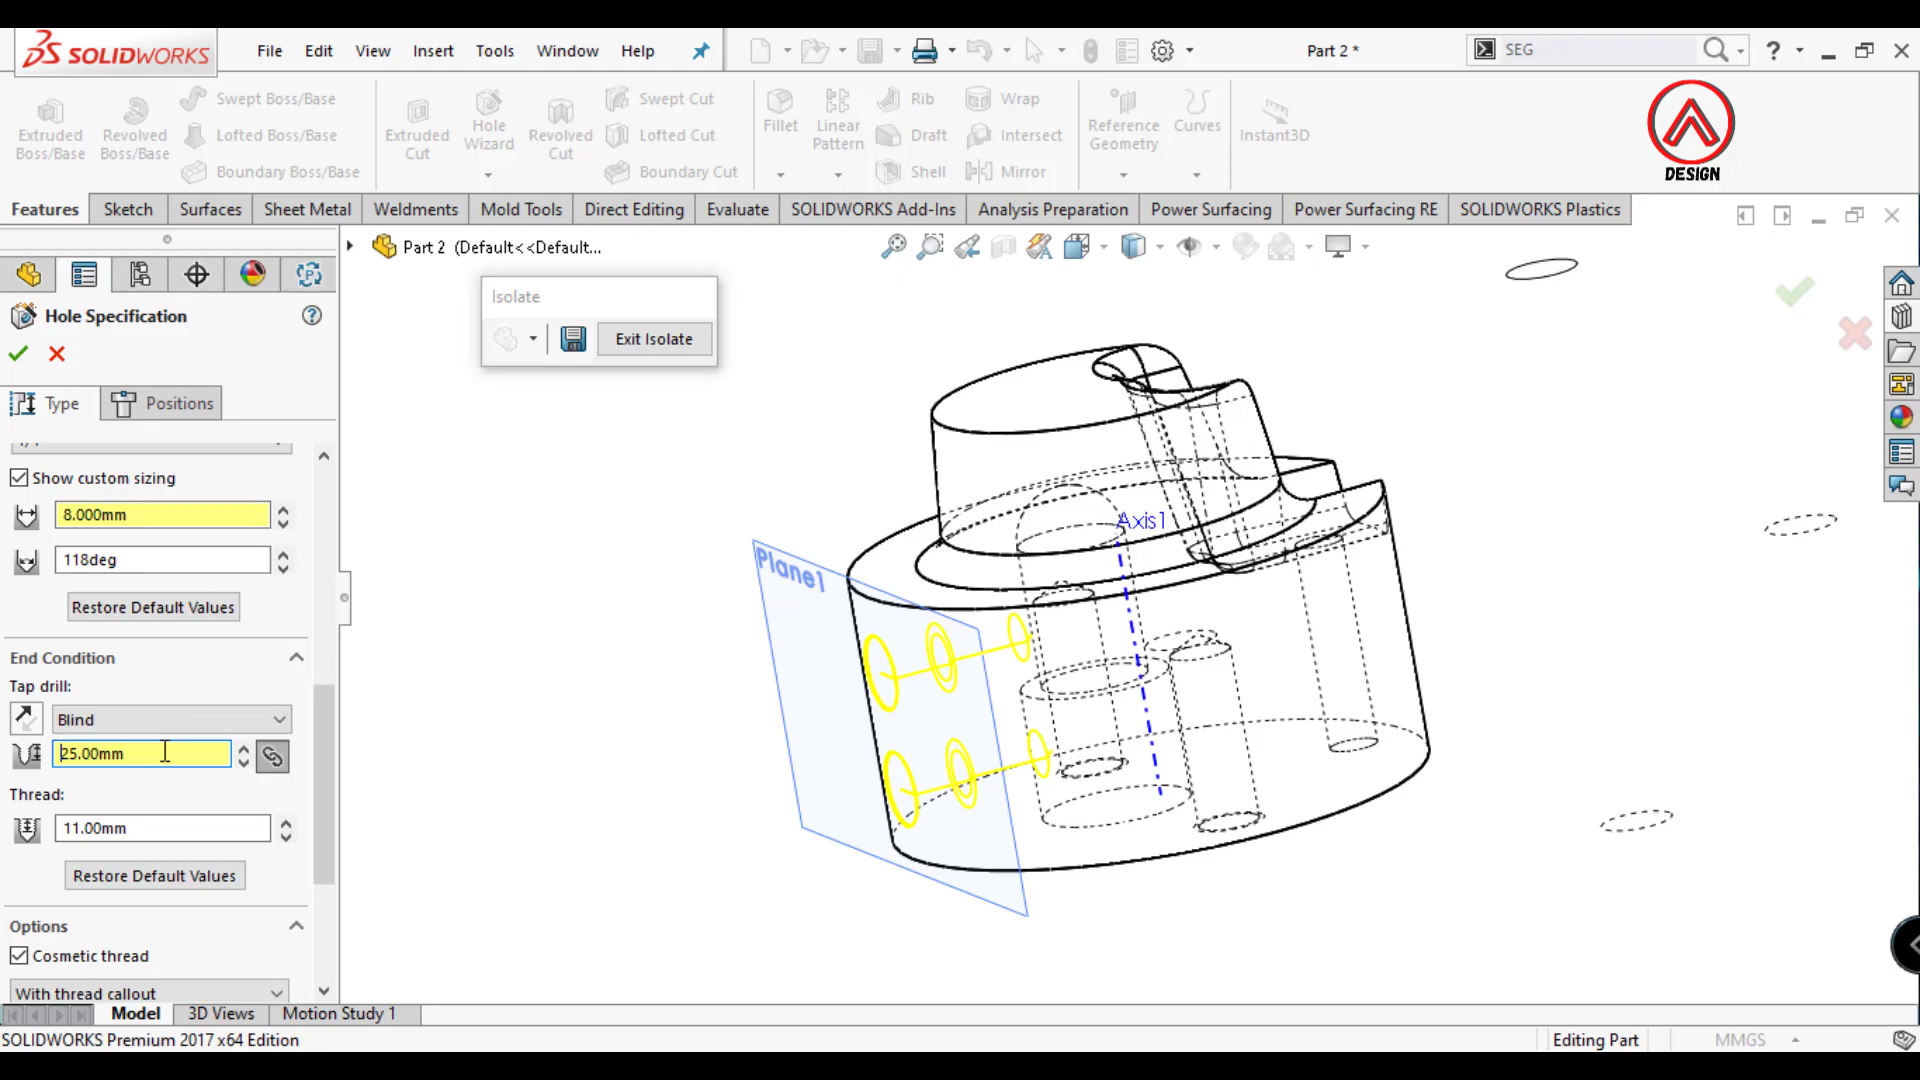 SOLIDWORKS
File Edit View Insert Tools Window Help
Part 2 *
SEG
?
Extruded Boss/Base
Revolved Boss/Base
Swept Boss/Base
Lofted Boss/Base
Boundary Boss/Base
Extruded Cut
Hole Wizard
Revolved Cut
Swept Cut
Lofted Cut
Boundary Cut
Fillet
Linear Pattern
Rib
Draft
Shell
Wrap
Intersect
Mirror
Reference Geometry
Curves
Instant3D
DESIGN
Features Sketch Surfaces Sheet Metal Weldments Mold Tools Direct Editing Evaluate SOLIDWORKS Add-Ins Analysis Preparation Power Surfacing Power Surfacing RE SOLIDWORKS Plastics
Part 2 (Default<<Default...
Isolate
Exit Isolate
Hole Specification
Type Positions
Show custom sizing
8.000mm
118deg
Restore Default Values
End Condition
Tap drill:
Blind
25.00mm
Thread:
11.00mm
Restore Default Values
Options
Cosmetic thread
With thread callout
Plane1
Axis1
Model 3D Views Motion Study 1
SOLIDWORKS Premium 2017 x64 Edition
Editing Part
MMGS